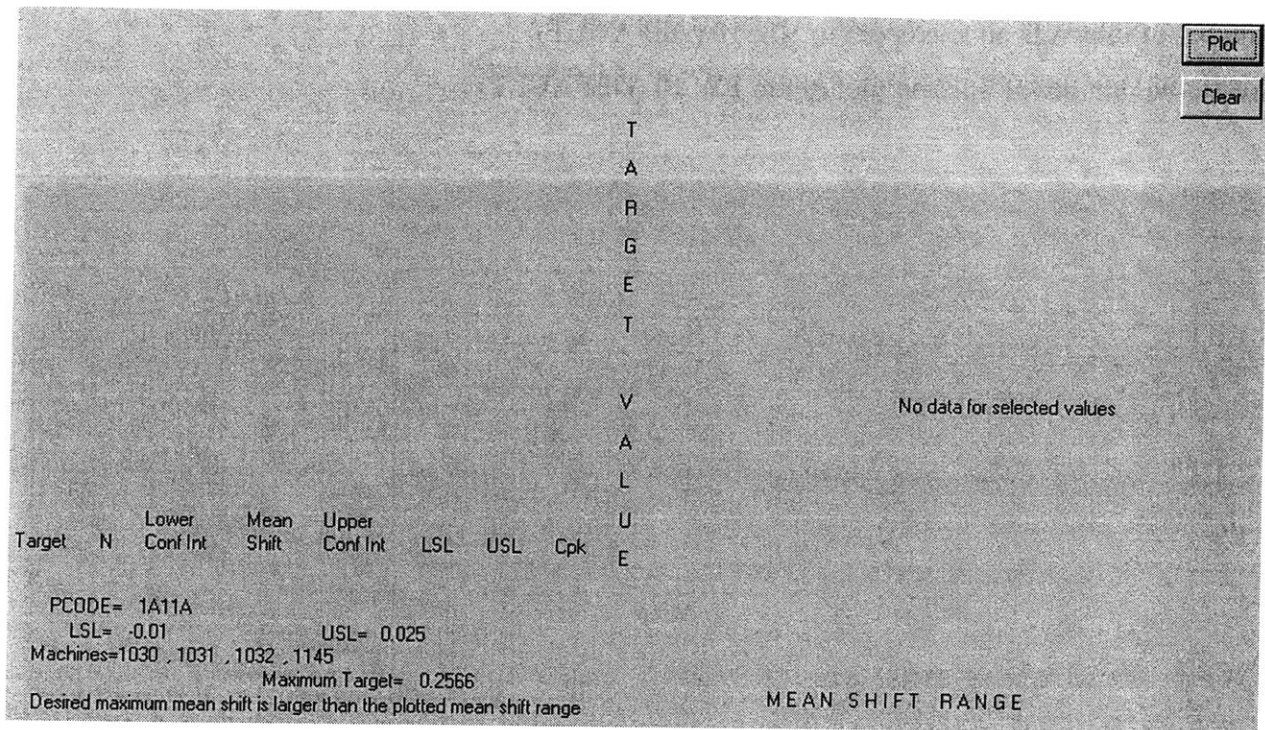 Plot
Clear
TARGET VALUE
No data for selected values
Target N Lower Conf Int Mean Shift Upper Conf Int LSL USL Cpk
PCODE= 1A11A
LSL= -0.01 USL= 0.025
Machines=1030 , 1031 , 1032 , 1145
Maximum Target= 0.2566
Desired maximum mean shift is larger than the plotted mean shift range
MEAN SHIFT RANGE